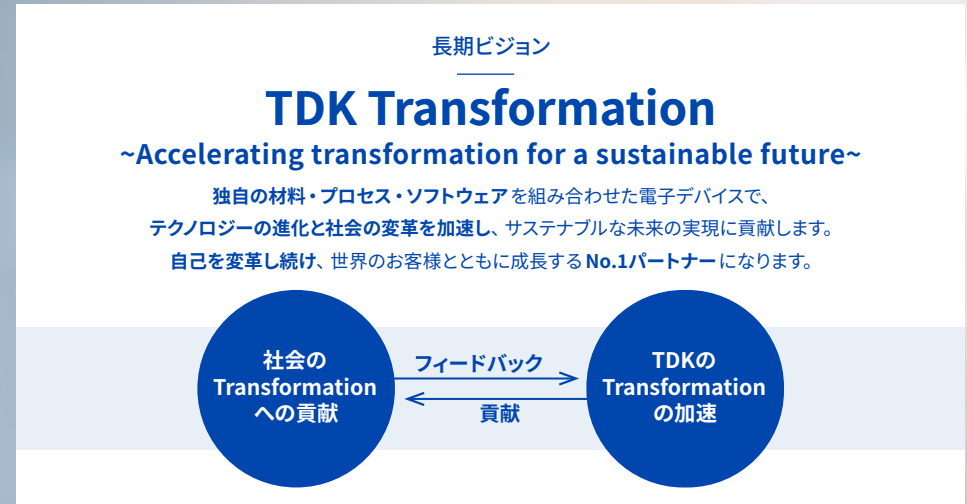 長期ビジョン
TDK Transformation
~Accelerating transformation for a sustainable future~
独自の材料・プロセス・ソフトウェアを組み合わせた電子デバイスで、
テクノロジーの進化と社会の変革を加速し、サステナブルな未来の実現に貢献します。
自己を変革し続け、世界のお客様とともに成長するNo.1パートナーになります。
社会の
Transformation
への貢献
フィードバック
貢献
TDKの
Transformation
の加速